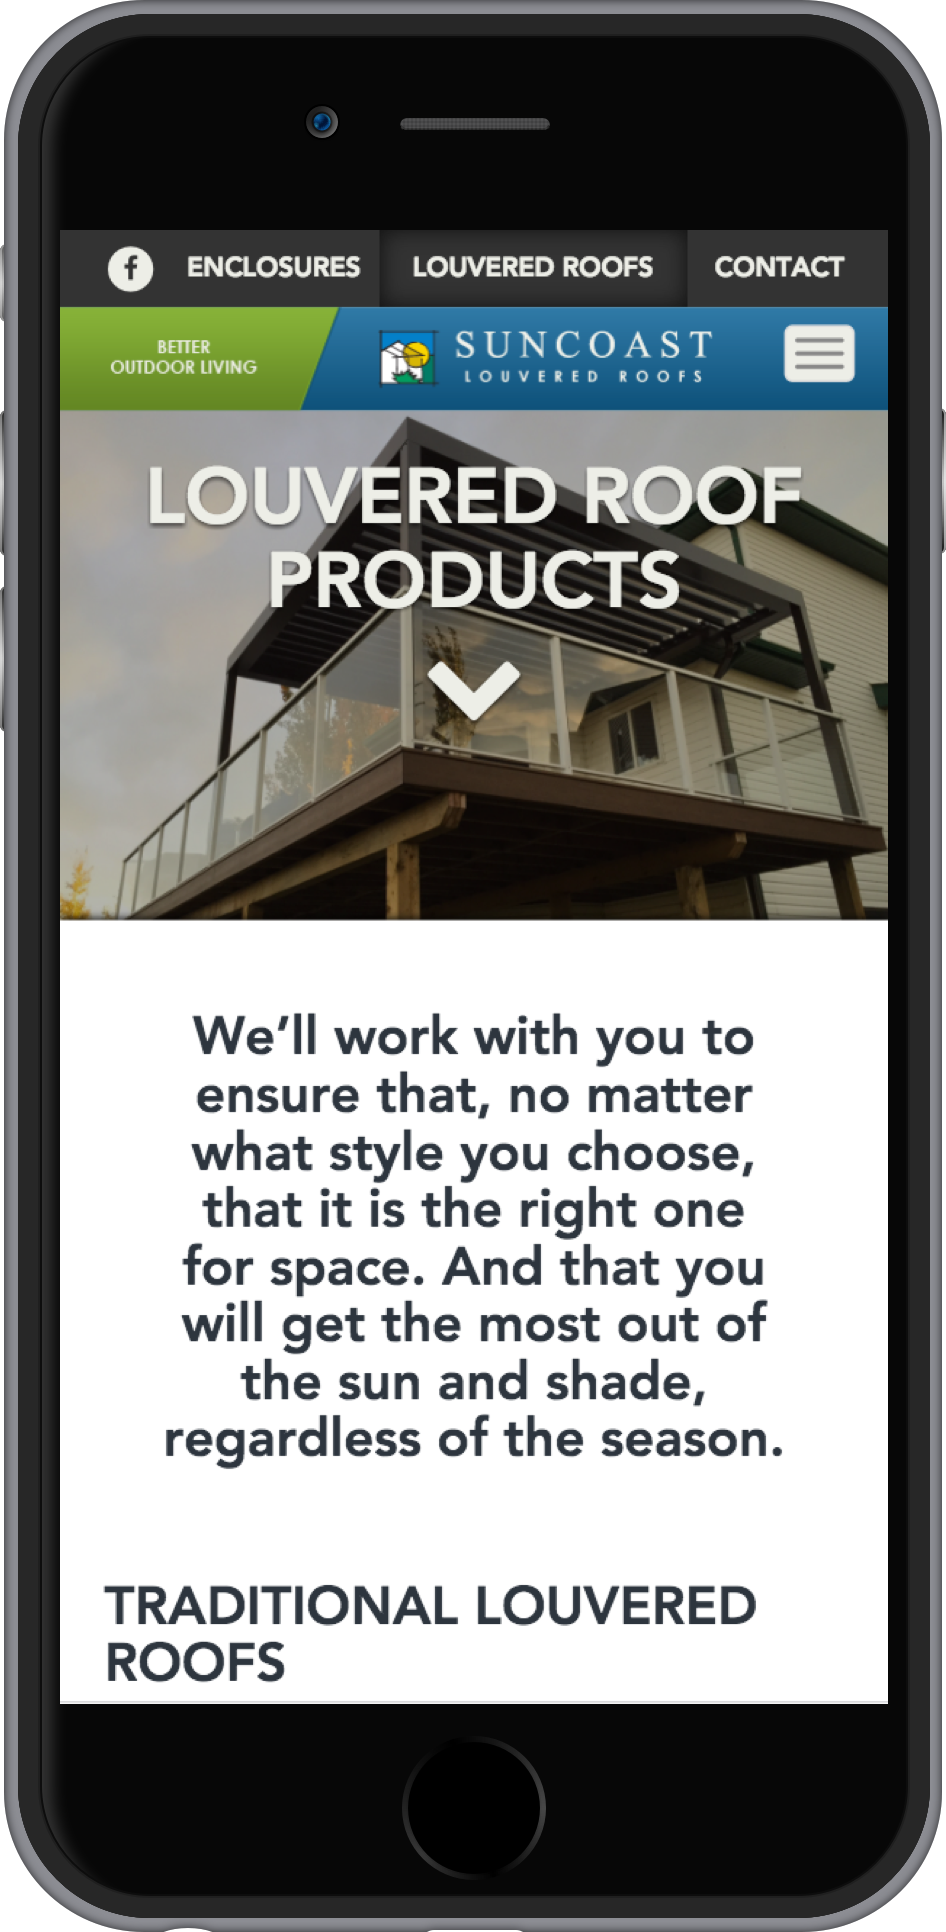 f ENCLOSURES LOUVERED ROOFS CONTACT
BETTER
OUTDOOR LIVING
SUNCOAST
LOUVERED ROOFS
LOUVERED ROOF
PRODUCTS
We’ll work with you to
ensure that, no matter
what style you choose,
that it is the right one
for space. And that you
will get the most out of
the sun and shade,
regardless of the season.
TRADITIONAL LOUVERED
ROOFS